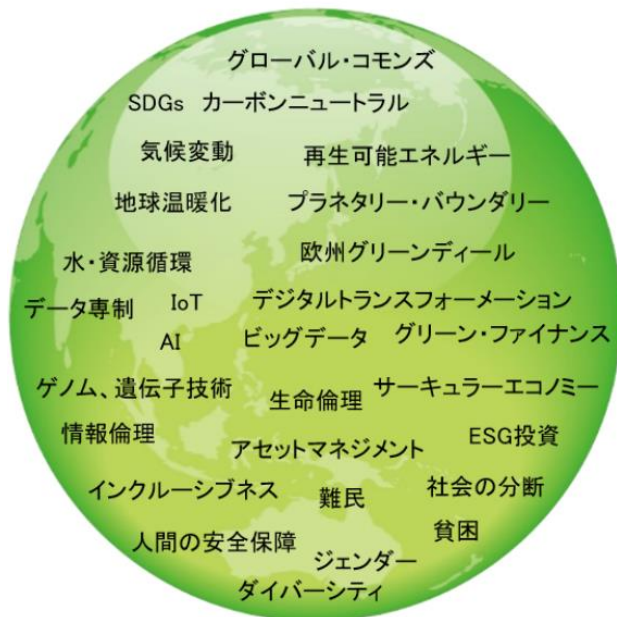 グローバル・コモンズ
SDGs カーボンニュートラル
気候変動
再生可能エネルギー
地球温暖化
プラネタリー・バウンダリー
水・資源循環
欧州グリーンディール
データ専制
IoT
デジタルトランスフォーメーション
AI
ビッグデータ
グリーン・ファイナンス
ゲノム、遺伝子技術
生命倫理
サーキュラーエコノミー
情報倫理
アセットマネジメント
ESG投資
インクルーシブネス
難民
社会の分断
人間の安全保障
貧困
ジェンダー
ダイバーシティ